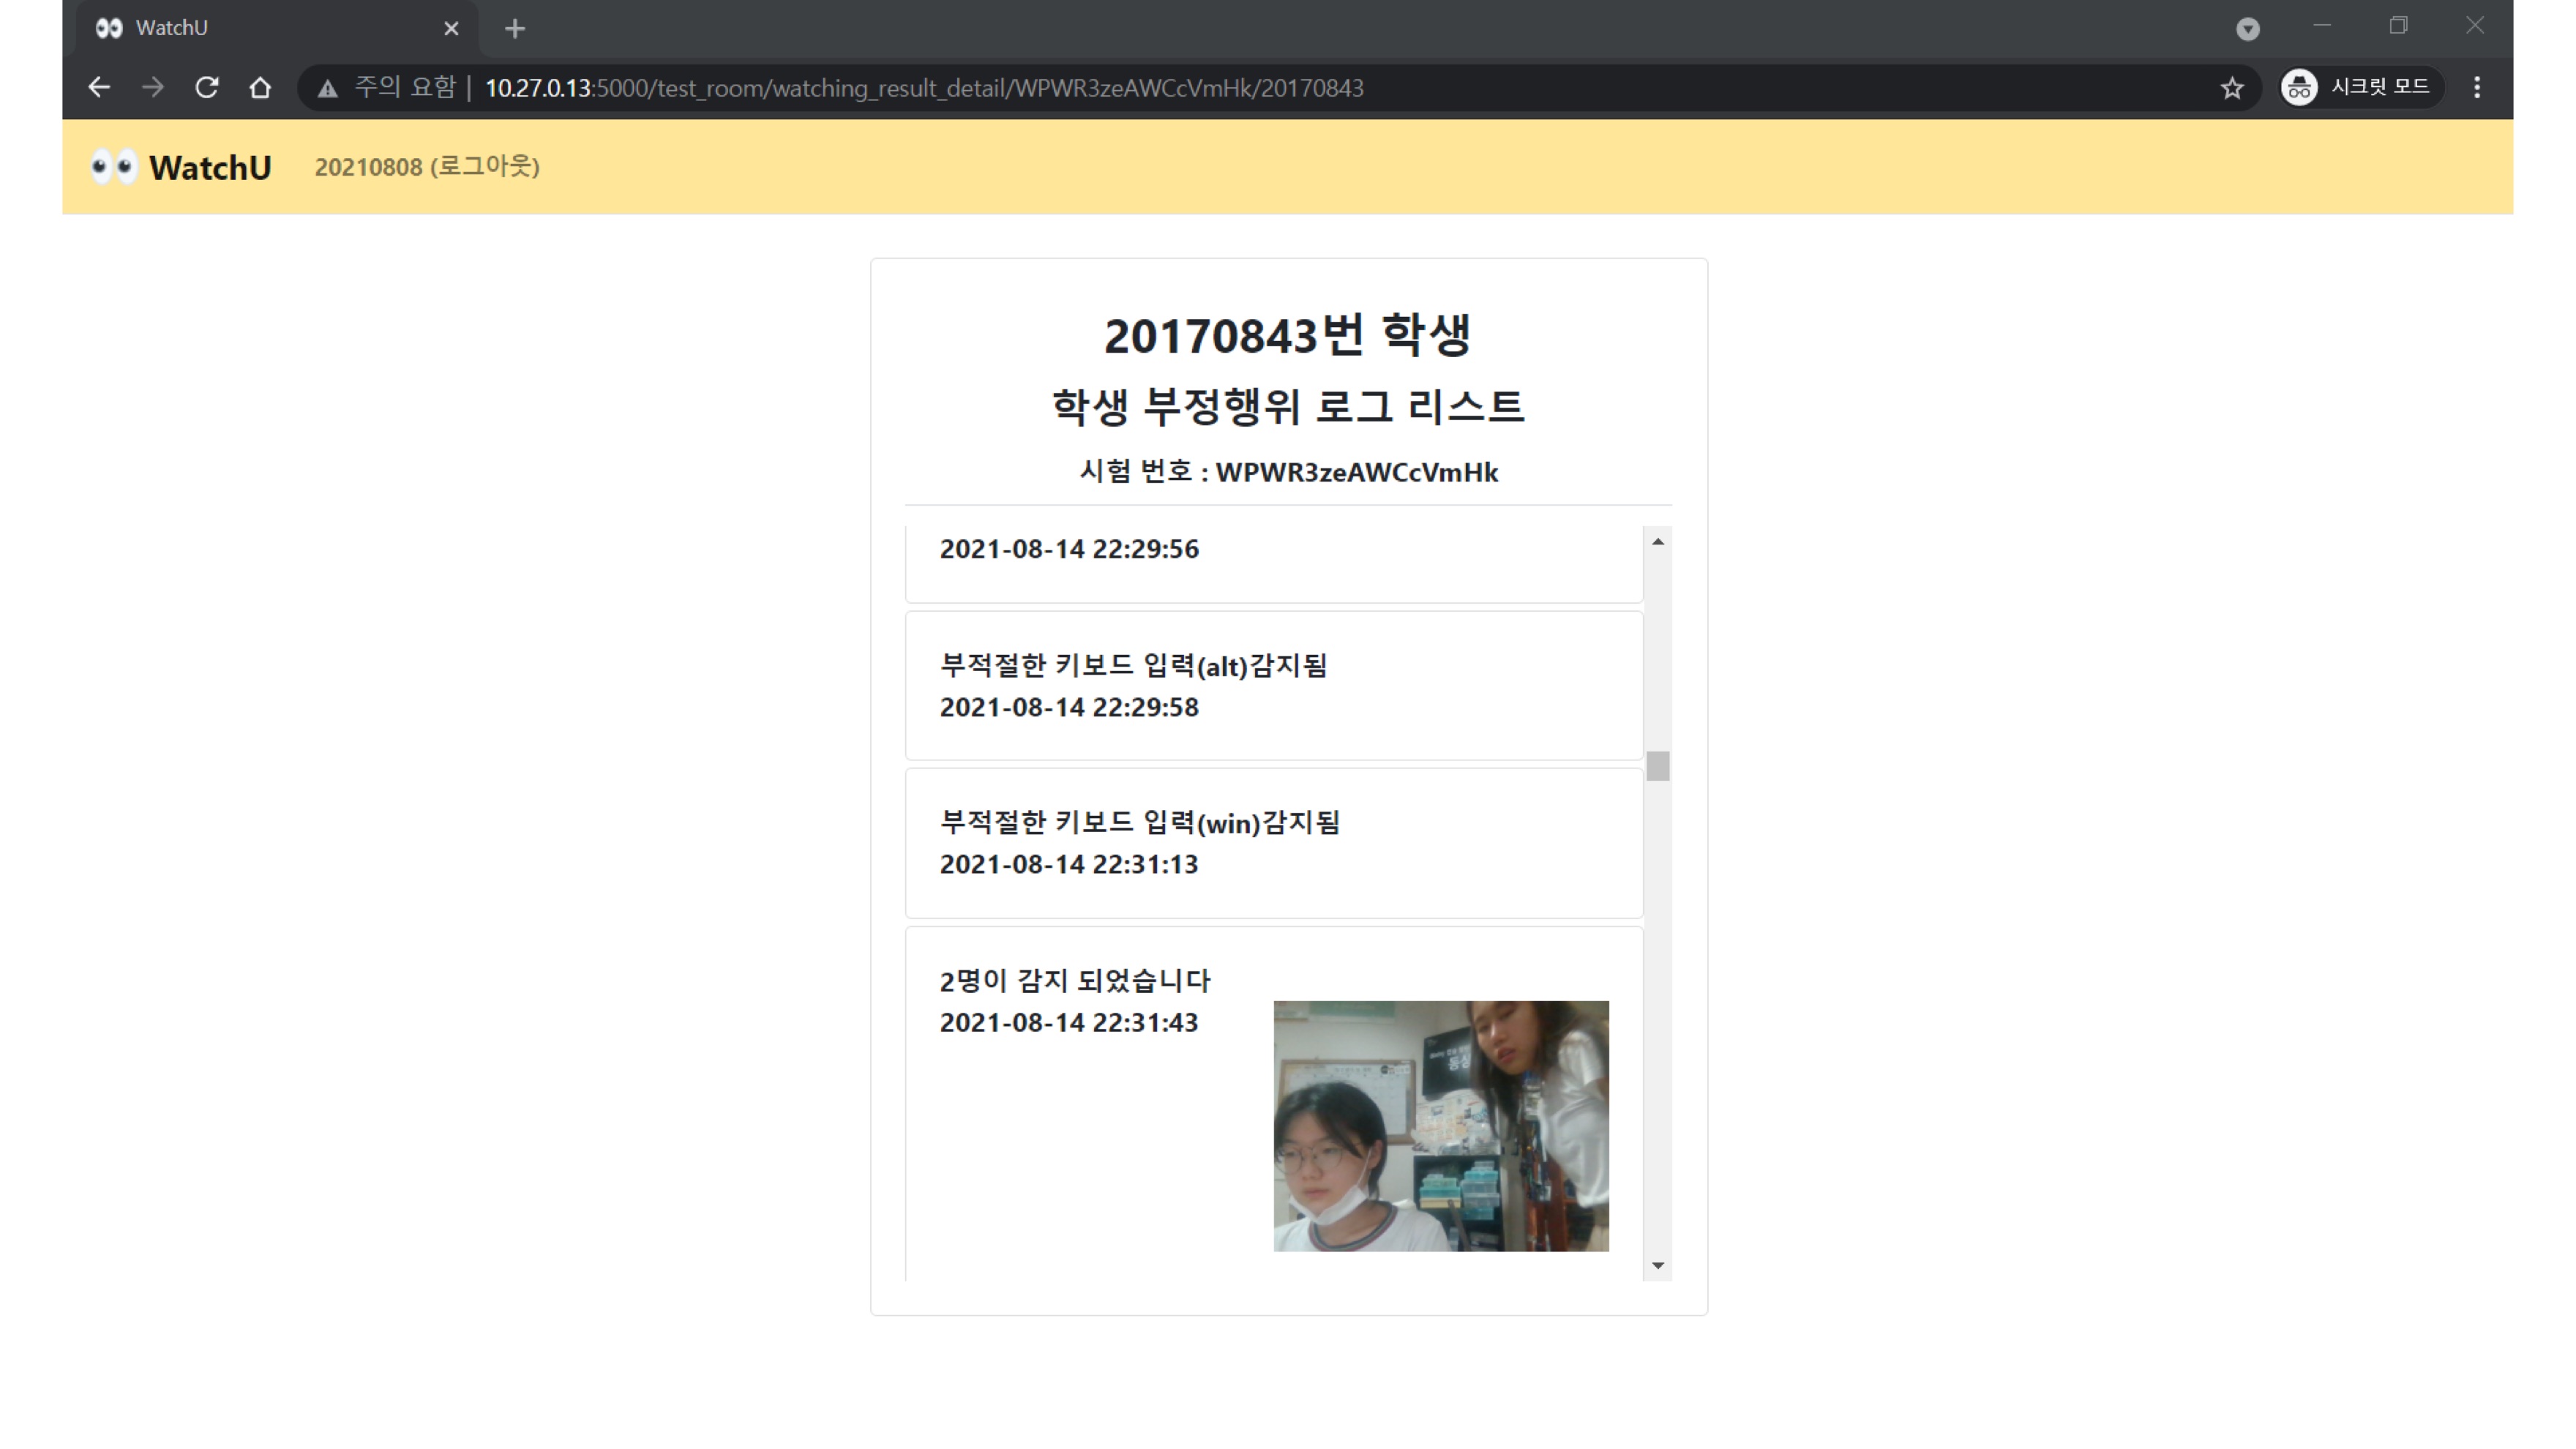 WatchU
주의 요함 | 10.27.0.13:5000/test_room/watching_result_detail/WPWR3zeAWCcVmHk/20170843
시크릿 모드
WatchU 20210808 (로그아웃)
20170843번 학생
학생 부정행위 로그 리스트
시험 번호 : WPWR3zeAWCcVmHk
2021-08-14 22:29:56
부적절한 키보드 입력(alt)감지됨
2021-08-14 22:29:58
부적절한 키보드 입력(win)감지됨
2021-08-14 22:31:13
2명이 감지 되었습니다
2021-08-14 22:31:43